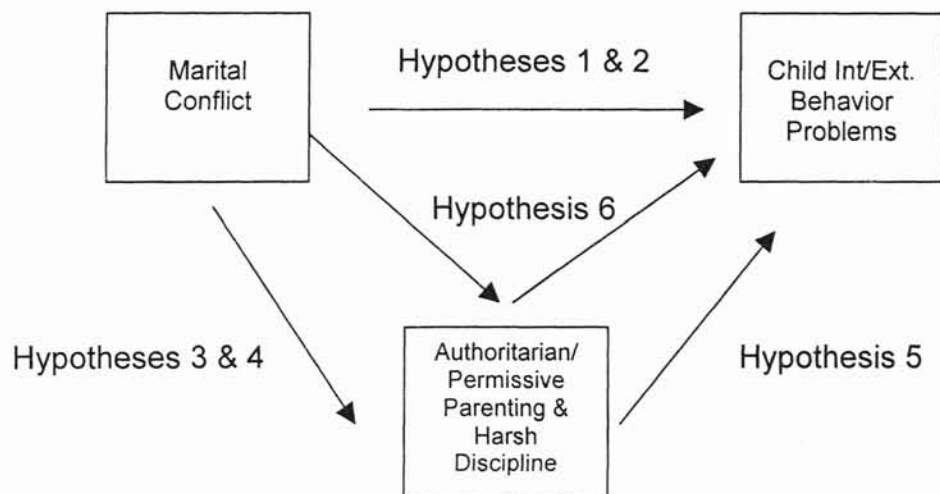 Marital
Conflict
Hypotheses 1 & 2
Child Int/Ext.
Behavior
Problems
Hypothesis 6
Hypotheses 3 & 4
Authoritarian/
Permissive
Parenting &
Harsh
Discipline
Hypothesis 5